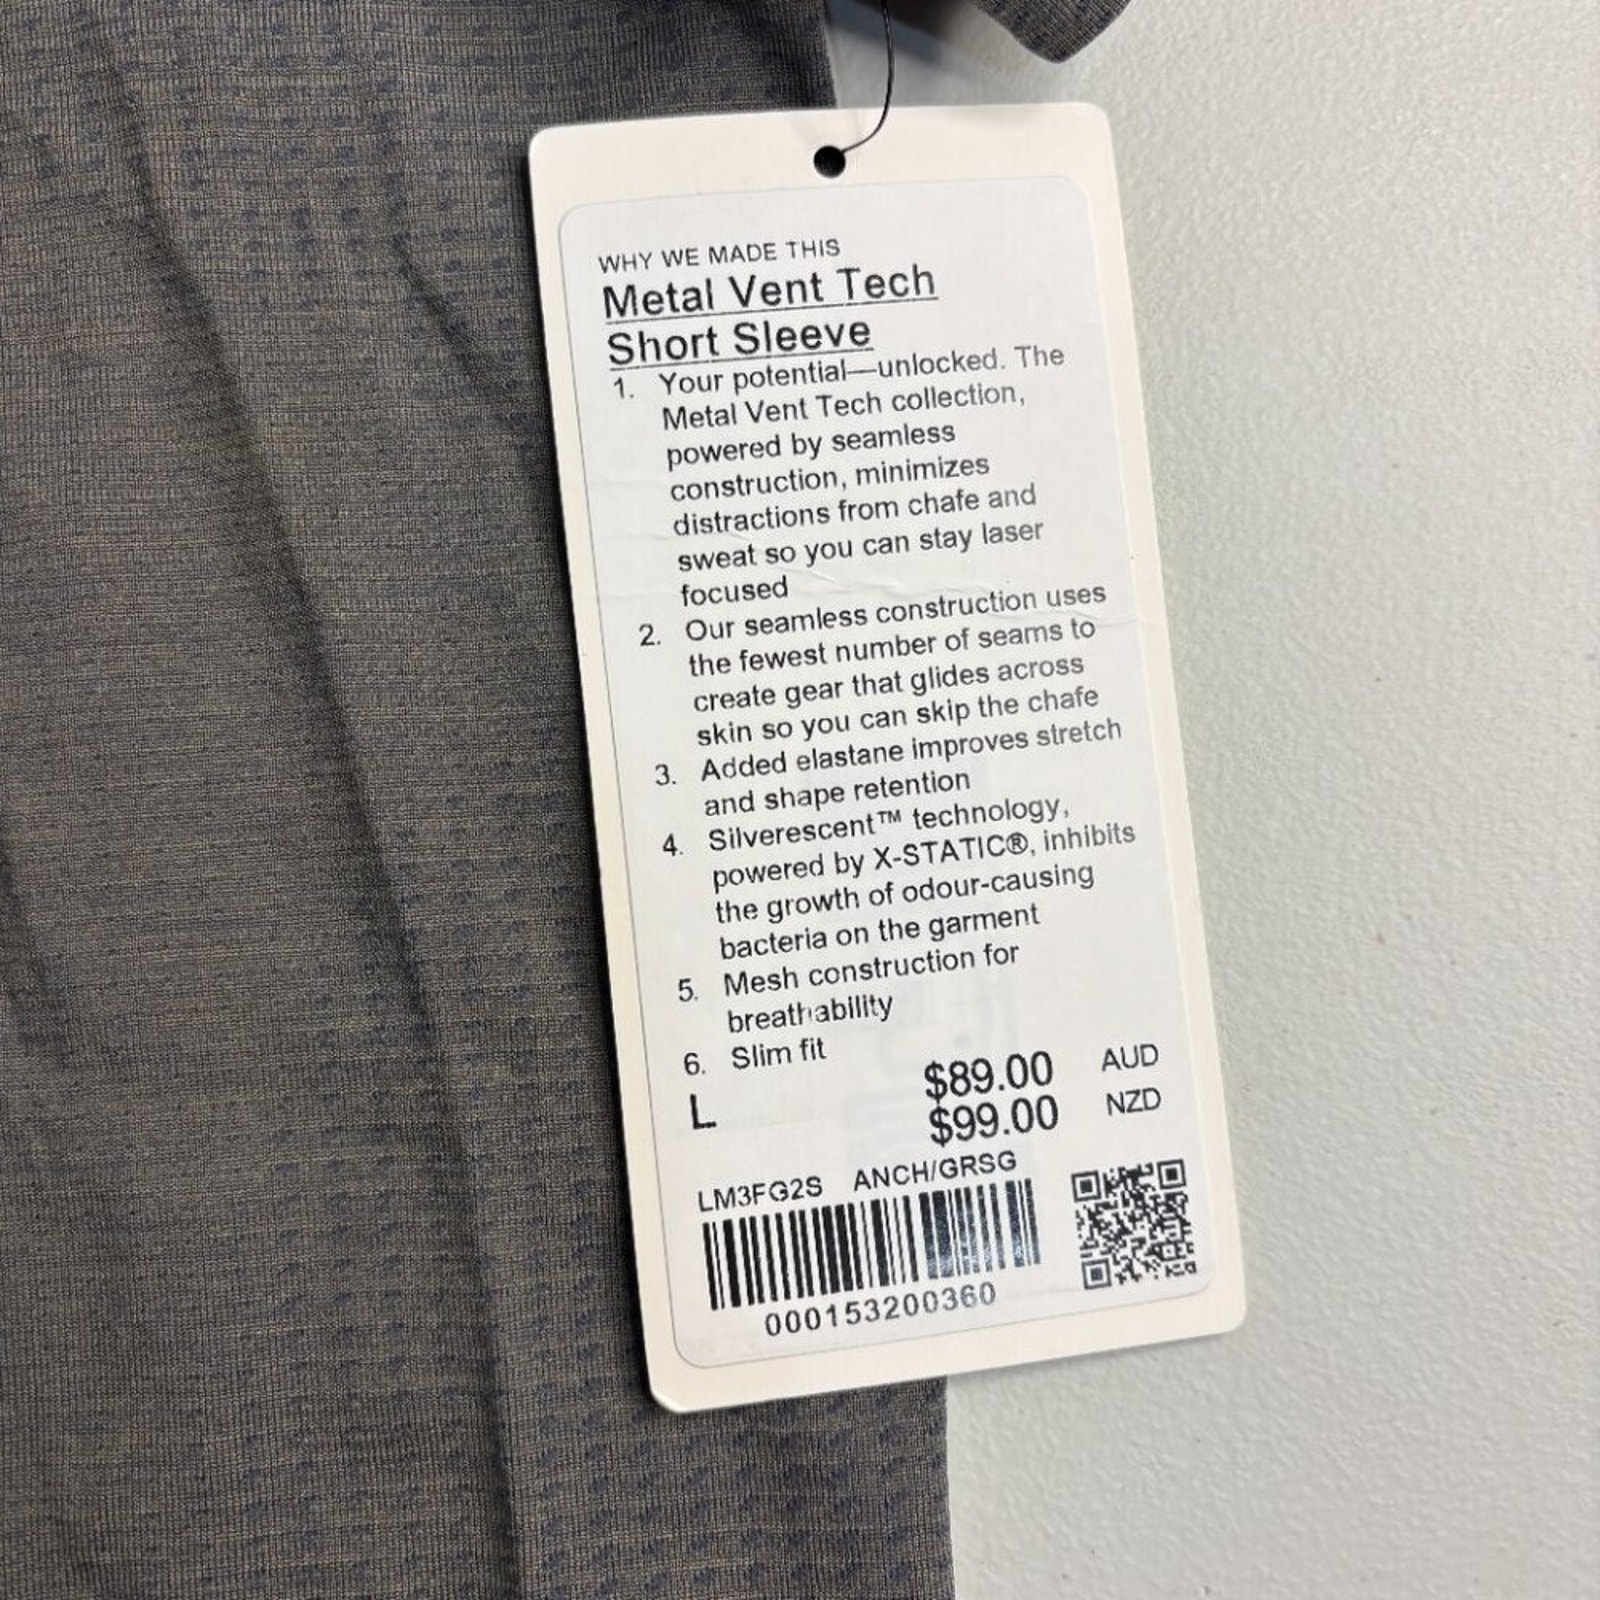 WHY WE MADE THIS
Metal Vent Tech
Short Sleeve
1. Your potential—unlocked. The
Metal Vent Tech collection,
powered by seamless
construction, minimizes
distractions from chafe and
sweat so you can stay laser
focused
2. Our seamless construction uses
the fewest number of seams to
create gear that glides across
skin so you can skip the chafe
3. Added elastane improves stretch
and shape retention
4. Silverescent™ technology,
powered by X-STATIC®, inhibits
the growth of odour-causing
bacteria on the garment
5. Mesh construction for
breathability
6. Slim fit
L $89.00 AUD
$99.00 NZD
LM3FG2S ANCH/GRSG
000153200360